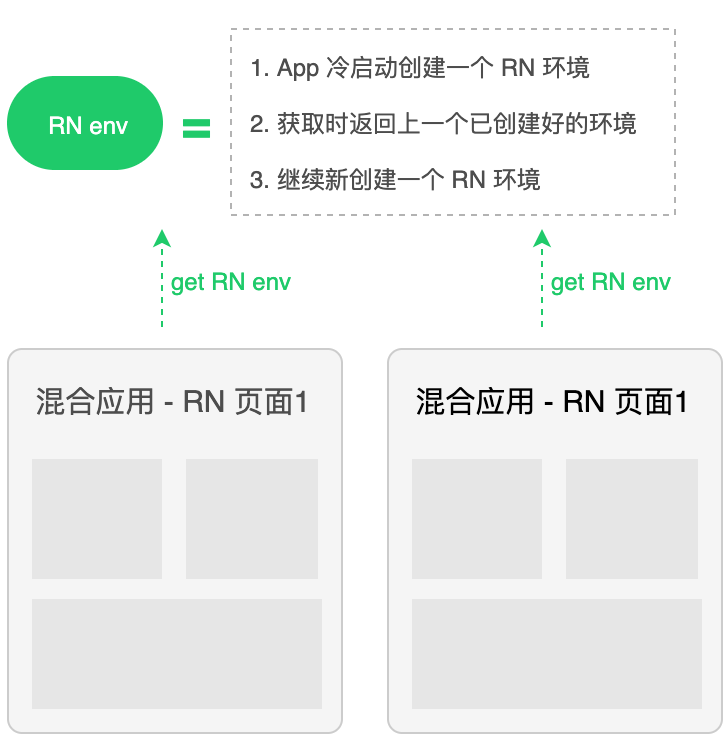 RN env
=
1. App 冷启动创建一个 RN 环境
2. 获取时返回上一个已创建好的环境
3. 继续新创建一个 RN 环境
get RN env
get RN env
混合应用 - RN 页面1
混合应用 - RN 页面1